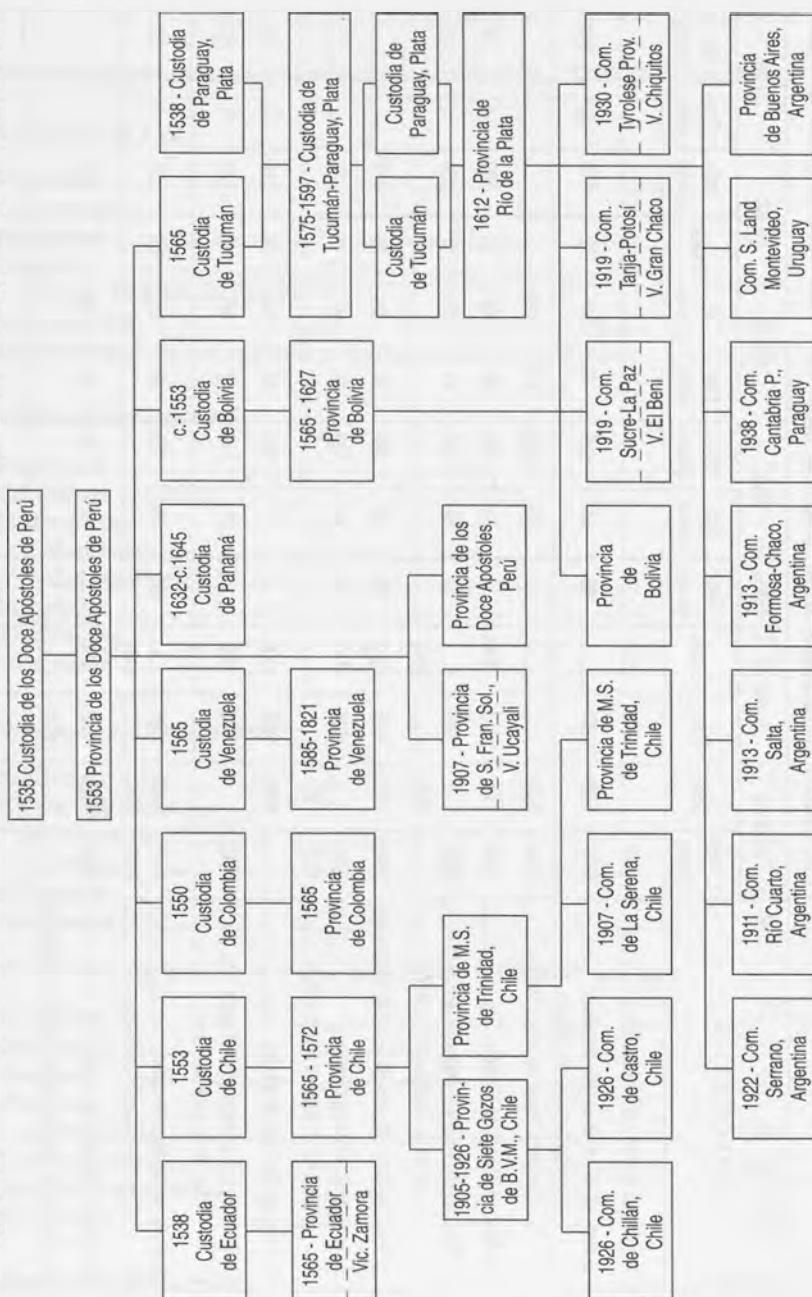 1535 Custodia de los Doce Apóstoles de Perú
1553 Provincia de los Doce Apóstoles de Perú
1538
Custodia
de Ecuador
1553
Custodia
de Chile
1550
Custodia
de Colombia
1565
Custodia
de Venezuela
1632-c.1645
Custodia
de Panamá
c.-1553
Custodia
de Bolivia
1565
Custodia
de Tucumán
1538 - Custodia
de Paraguay,
Plata
1565 - Provincia
de Ecuador
Vic. Zamora
1565 - 1572
Provincia
de Chile
1565
Provincia
de Colombia
1585-1821
Provincia
de Venezuela
1565 - 1627
Provincia
de Bolivia
1575-1597 - Custodia de
Tucumán-Paraguay, Plata
Custodia
de Tucumán
Custodia de
Paraguay, Plata
1905-1926 - Provin-
cia de Siete Gozos
de B.V.M., Chile
Provincia de M.S.
de Trinidad,
Chile
1907 - Provincia
de S. Fran. Sol.,
V. Ucayali
Provincia de los
Doce Apóstoles,
Perú
1612 - Provincia de
Rio de la Plata
1926 - Com.
de Chillán,
Chile
1926 - Com.
de Castro,
Chile
1907 - Com.
de La Serena,
Chile
Provincia de M.S.
de Trinidad,
Chile
Provincia
de
Bolivia
1919 - Com.
Sucre-La Paz
V. El Beni
1919 - Com.
Tarija-Potosí
V. Gran Chaco
1930 - Com.
Tyrolese Prov.
V. Chiquitos
1922 - Com.
Serrano,
Argentina
1911 - Com.
Río Cuarto,
Argentina
1913 - Com.
Salta,
Argentina
1913 - Com.
Formosa-Chaco,
Argentina
1938 - Com.
Cantabria P.,
Paraguay
Com. S. Land
Montevideo,
Uruguay
Provincia
de Buenos Aires,
Argentina